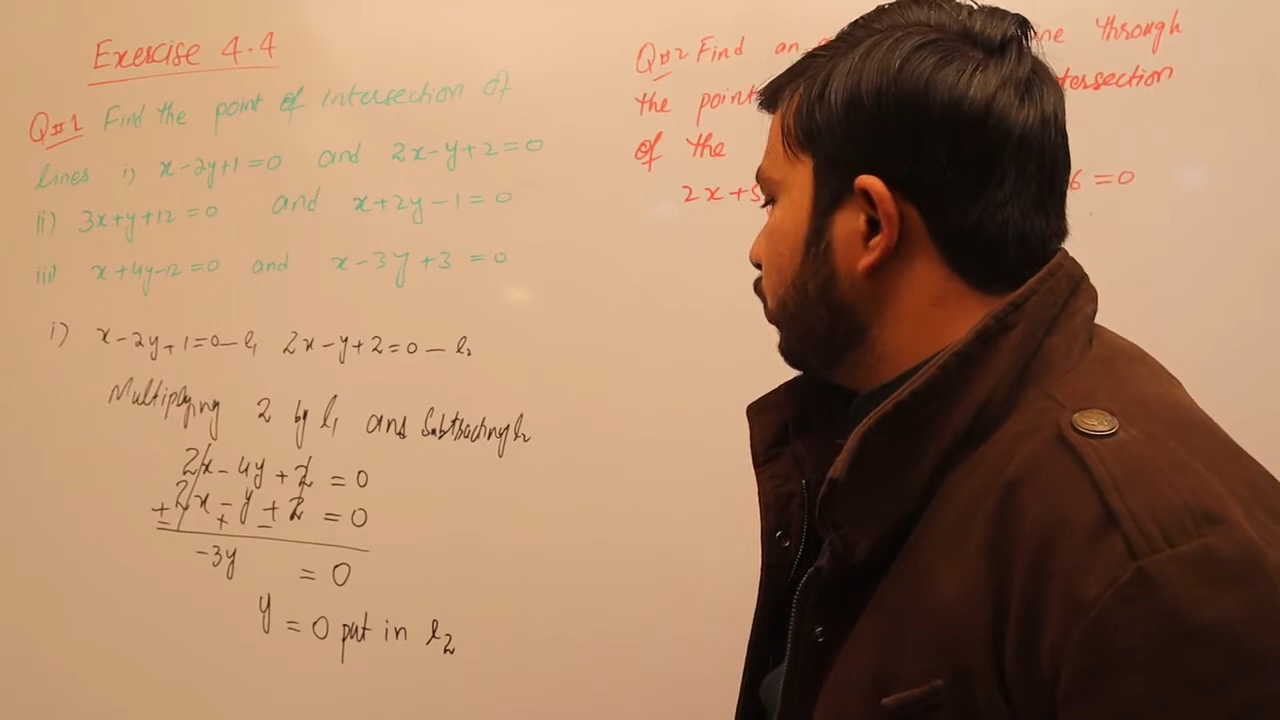 Exercise 4.4
Q#1 Find the point of intersection of
lines i) x-2y+1=0 and 2x-y+2=0
ii) 3x+y+12=0 and x+2y-1=0
iii) x+4y-12=0 and x-3y+3=0
i) x-2y+1=0-l1 2x-y+2=0-l2
Multiplying 2 by l1 and Subtracting l2
2x-4y+2=0
2x-y+2=0
-3y = 0
y = 0 put in l2
Q#2 Find an ne through
the point tersection
of the
2x+5 6=0